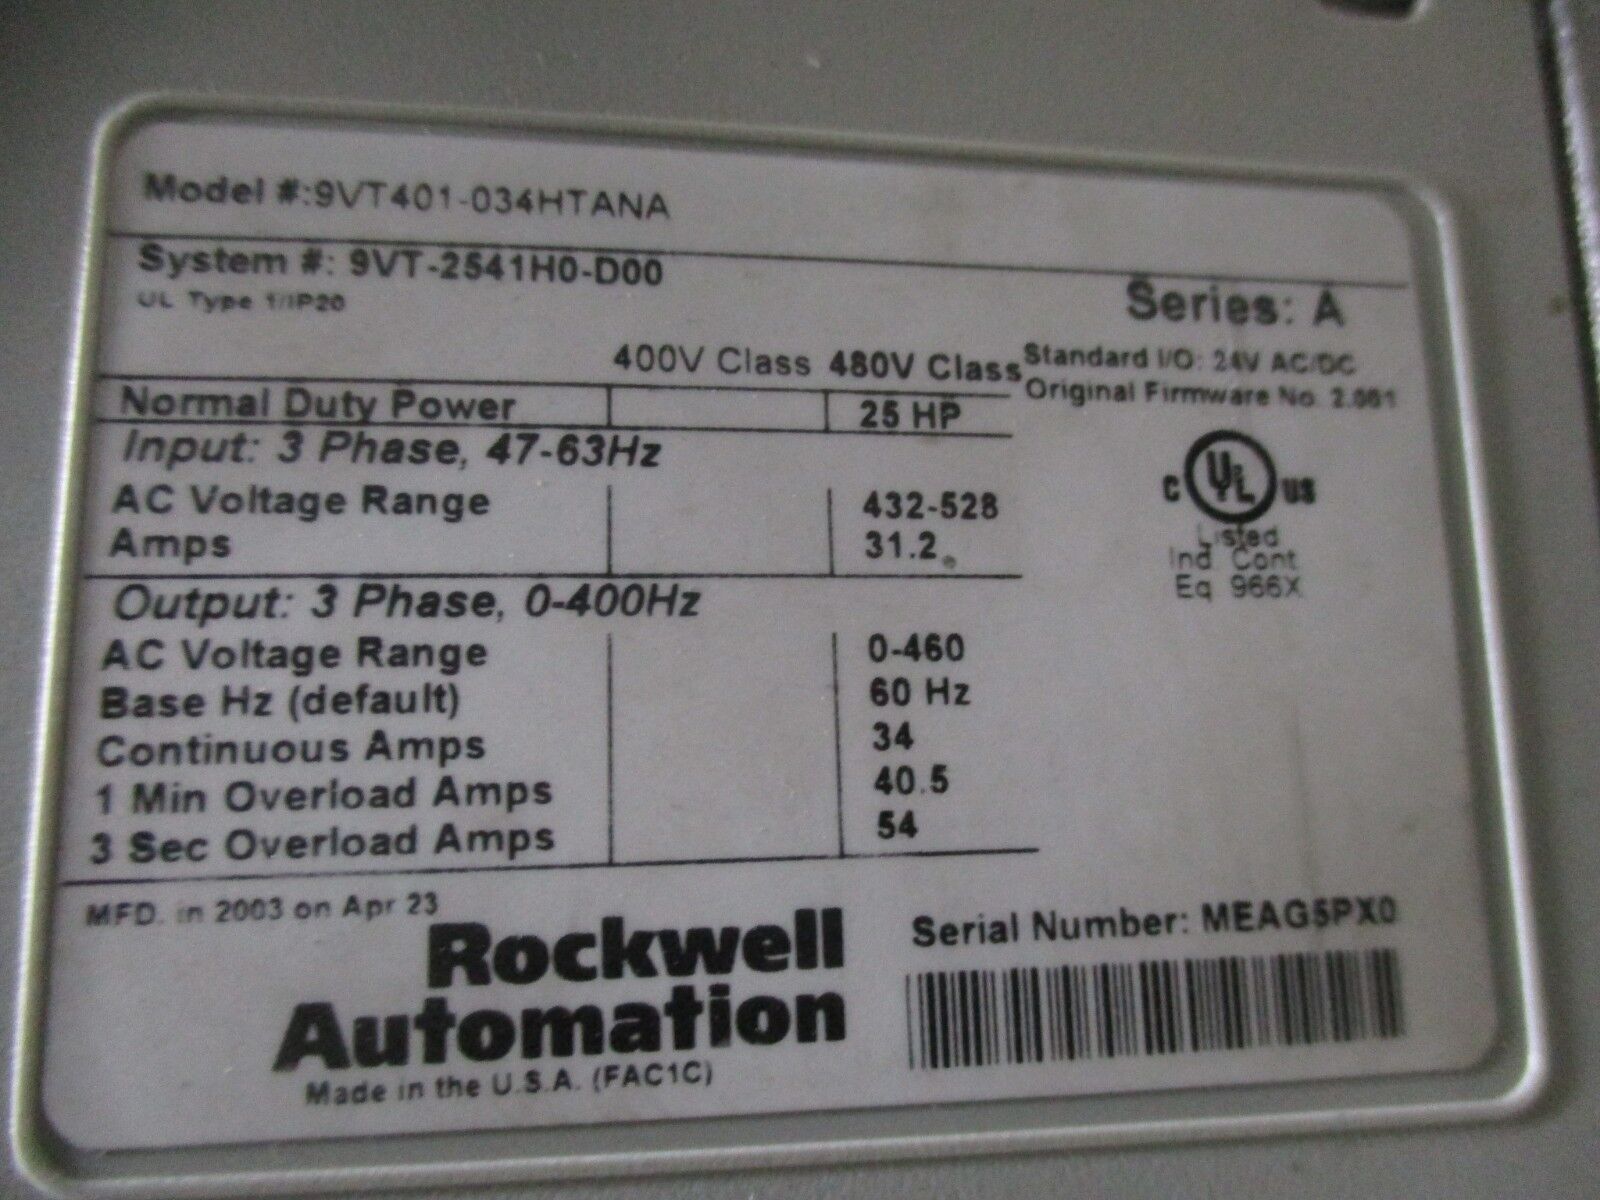 Model #:9VT401-034HTANA
System #: 9VT-2541H0-D00
UL Type 1/IP20
Series: A
400V Class 480V Class
Standard I/O: 24V AC/DC
Original Firmware No. 2.001
Normal Duty Power 25 HP
Input: 3 Phase, 47-63Hz
AC Voltage Range 432-528
Amps 31.2
Output: 3 Phase, 0-400Hz
AC Voltage Range 0-460
Base Hz (default) 60 Hz
Continuous Amps 34
1 Min Overload Amps 40.5
3 Sec Overload Amps 54
C UL US
Listed
Ind. Cont
Eq 966X
MFD. in 2003 on Apr 23
Rockwell
Automation
Made in the U.S.A. (FAC1C)
Serial Number: MEAG5PX0